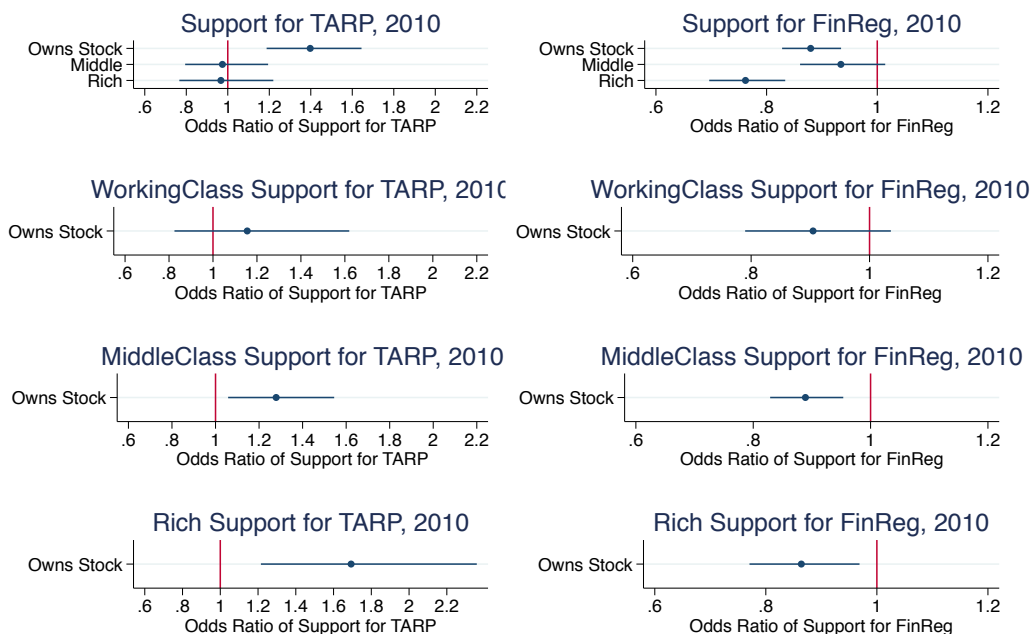 Support for TARP, 2010
Owns Stock
Middle
Rich
.6 .8 1 1.2 1.4 1.6 1.8 2 2.2
Odds Ratio of Support for TARP
Support for FinReg, 2010
Owns Stock
Middle
Rich
.6 .8 1 1.2
Odds Ratio of Support for FinReg
WorkingClass Support for TARP, 2010
Owns Stock
.6 .8 1 1.2 1.4 1.6 1.8 2 2.2
Odds Ratio of Support for TARP
WorkingClass Support for FinReg, 2010
Owns Stock
.6 .8 1 1.2
Odds Ratio of Support for FinReg
MiddleClass Support for TARP, 2010
Owns Stock
.6 .8 1 1.2 1.4 1.6 1.8 2 2.2
Odds Ratio of Support for TARP
MiddleClass Support for FinReg, 2010
Owns Stock
.6 .8 1 1.2
Odds Ratio of Support for FinReg
Rich Support for TARP, 2010
Owns Stock
.6 .8 1 1.2 1.4 1.6 1.8 2 2.2
Odds Ratio of Support for TARP
Rich Support for FinReg, 2010
Owns Stock
.6 .8 1 1.2
Odds Ratio of Support for FinReg